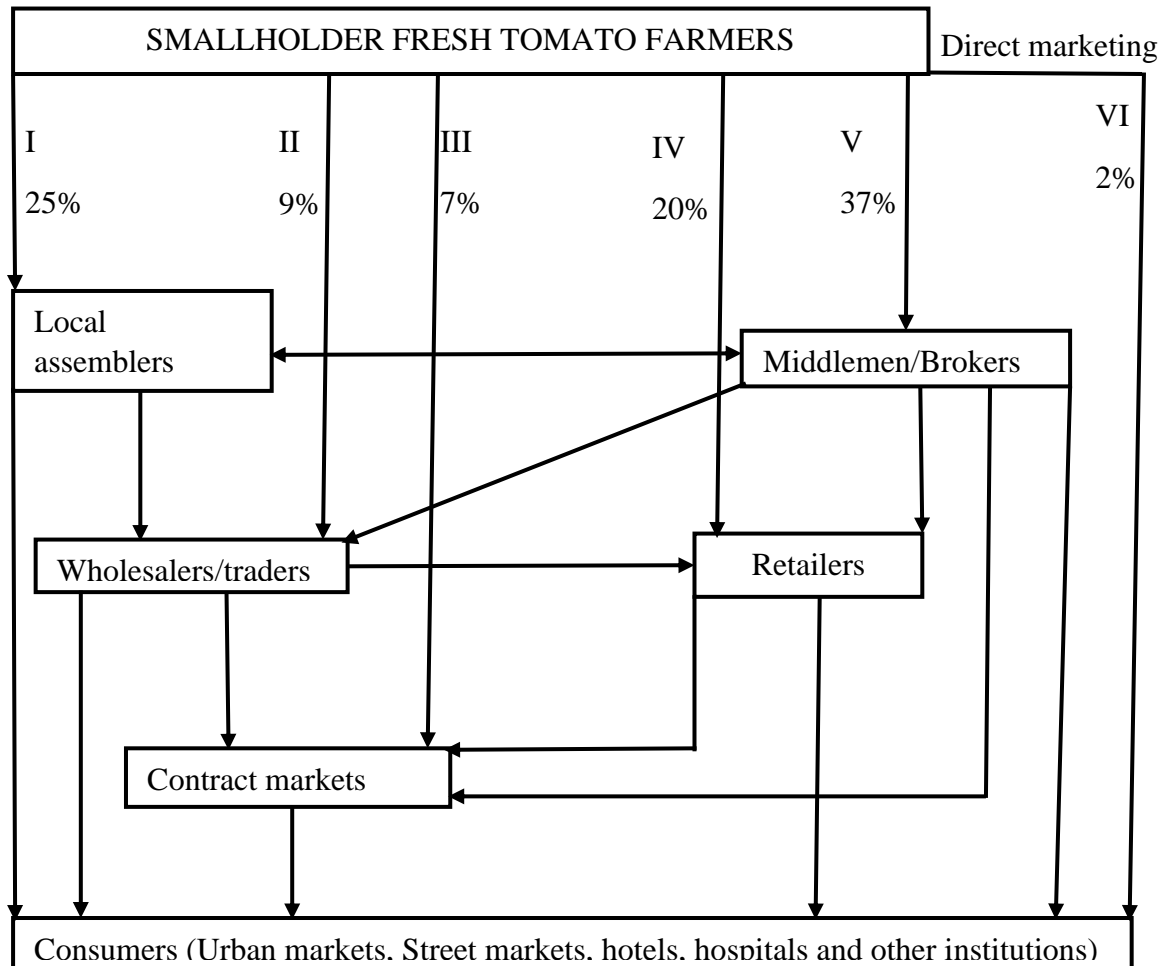 SMALLHOLDER FRESH TOMATO FARMERS
Direct marketing
I
25%
II
9%
III
7%
IV
20%
V
37%
VI
2%
Local
assemblers
Middlemen/Brokers
Wholesalers/traders
Retailers
Contract markets
Consumers (Urban markets, Street markets, hotels, hospitals and other institutions)